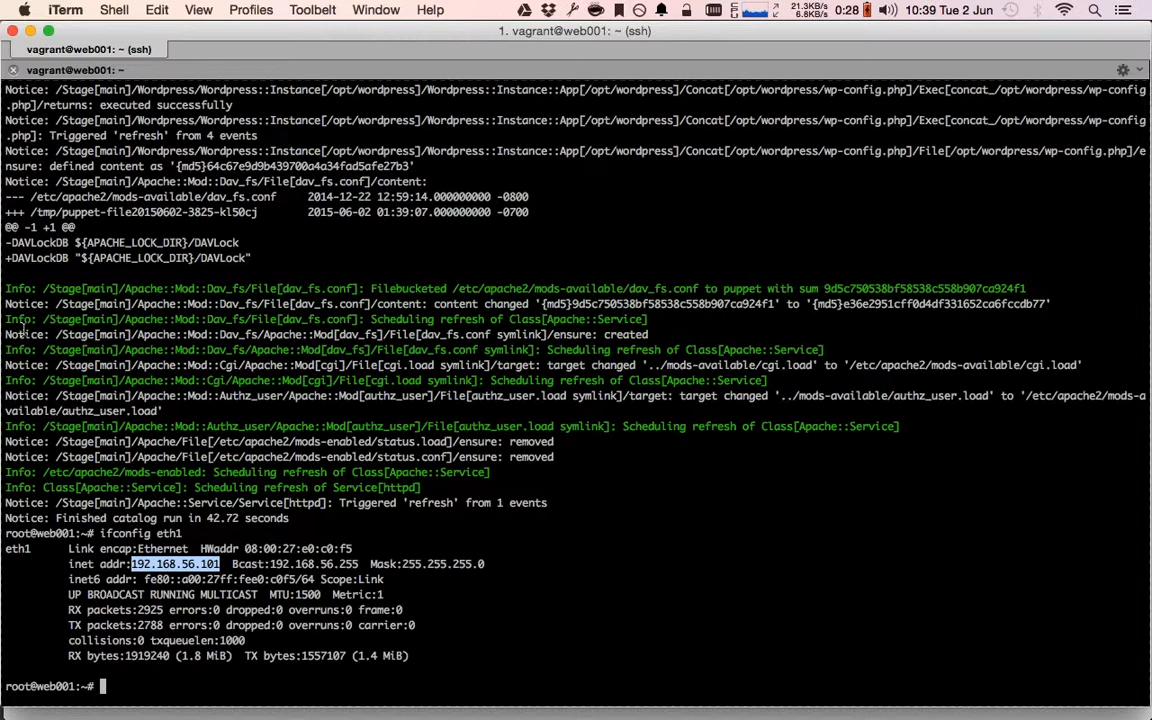 iTerm Shell Edit View Profiles Toolbelt Window Help 21.3KB/s 6.8KB/s 0:28 10:39 Tue 2 Jun
1. vagrant@web001: ~ (ssh)
vagrant@web001: ~ (ssh)
vagrant@web001: ~
Notice: /Stage[main]/Wordpress/Wordpress::Instance[/opt/wordpress]/Wordpress::Instance::App[/opt/wordpress]/Concat[/opt/wordpress/wp-config.php]/Exec[concat_/opt/wordpress/wp-config
.php]/returns: executed successfully
Notice: /Stage[main]/Wordpress/Wordpress::Instance[/opt/wordpress]/Wordpress::Instance::App[/opt/wordpress]/Concat[/opt/wordpress/wp-config.php]/Exec[concat_/opt/wordpress/wp-config
.php]: Triggered 'refresh' from 4 events
Notice: /Stage[main]/Wordpress/Wordpress::Instance[/opt/wordpress]/Wordpress::Instance::App[/opt/wordpress]/Concat[/opt/wordpress/wp-config.php]/File[/opt/wordpress/wp-config.php]/e
nsure: defined content as '{md5}64c67e9d9b439700a4a34fad5afe27b3'
Notice: /Stage[main]/Apache::Mod::Dav_fs/File[dav_fs.conf]/content:
--- /etc/apache2/mods-available/dav_fs.conf 2014-12-22 12:59:14.000000000 -0800
+++ /tmp/puppet-file20150602-3825-kl50cj 2015-06-02 01:39:07.000000000 -0700
@@ -1 +1 @@
-DAVLockDB ${APACHE_LOCK_DIR}/DAVLock
+DAVLockDB "${APACHE_LOCK_DIR}/DAVLock"
Info: /Stage[main]/Apache::Mod::Dav_fs/File[dav_fs.conf]: Filebucketed /etc/apache2/mods-available/dav_fs.conf to puppet with sum 9d5c750538bf58538c558b907ca924f1
Notice: /Stage[main]/Apache::Mod::Dav_fs/File[dav_fs.conf]/content: content changed '{md5}9d5c750538bf58538c558b907ca924f1' to '{md5}e36e2951cff0d4df331652ca6fccdb77'
Info: /Stage[main]/Apache::Mod::Dav_fs/File[dav_fs.conf]: Scheduling refresh of Class[Apache::Service]
Notice: /Stage[main]/Apache::Mod::Dav_fs/Apache::Mod[dav_fs]/File[dav_fs.conf symlink]/ensure: created
Info: /Stage[main]/Apache::Mod::Dav_fs/Apache::Mod[dav_fs]/File[dav_fs.conf symlink]: Scheduling refresh of Class[Apache::Service]
Notice: /Stage[main]/Apache::Mod::Cgi/Apache::Mod[cgi]/File[cgi.load symlink]/target: target changed '../mods-available/cgi.load' to '/etc/apache2/mods-available/cgi.load'
Info: /Stage[main]/Apache::Mod::Cgi/Apache::Mod[cgi]/File[cgi.load symlink]: Scheduling refresh of Class[Apache::Service]
Notice: /Stage[main]/Apache::Mod::Authz_user/Apache::Mod[authz_user]/File[authz_user.load symlink]/target: target changed '../mods-available/authz_user.load' to '/etc/apache2/mods-a
vailable/authz_user.load'
Info: /Stage[main]/Apache::Mod::Authz_user/Apache::Mod[authz_user]/File[authz_user.load symlink]: Scheduling refresh of Class[Apache::Service]
Notice: /Stage[main]/Apache/File[/etc/apache2/mods-enabled/status.load]/ensure: removed
Notice: /Stage[main]/Apache/File[/etc/apache2/mods-enabled/status.conf]/ensure: removed
Info: /etc/apache2/mods-enabled: Scheduling refresh of Class[Apache::Service]
Info: Class[Apache::Service]: Scheduling refresh of Service[httpd]
Notice: /Stage[main]/Apache::Service/Service[httpd]: Triggered 'refresh' from 1 events
Notice: Finished catalog run in 42.72 seconds
root@web001:~# ifconfig eth1
eth1 Link encap:Ethernet HWaddr 08:00:27:e0:c0:f5
inet addr:192.168.56.101 Bcast:192.168.56.255 Mask:255.255.255.0
inet6 addr: fe80::a00:27ff:fee0:c0f5/64 Scope:Link
UP BROADCAST RUNNING MULTICAST MTU:1500 Metric:1
RX packets:2925 errors:0 dropped:0 overruns:0 frame:0
TX packets:2788 errors:0 dropped:0 overruns:0 carrier:0
collisions:0 txqueuelen:1000
RX bytes:1919240 (1.8 MiB) TX bytes:1557107 (1.4 MiB)
root@web001:~#